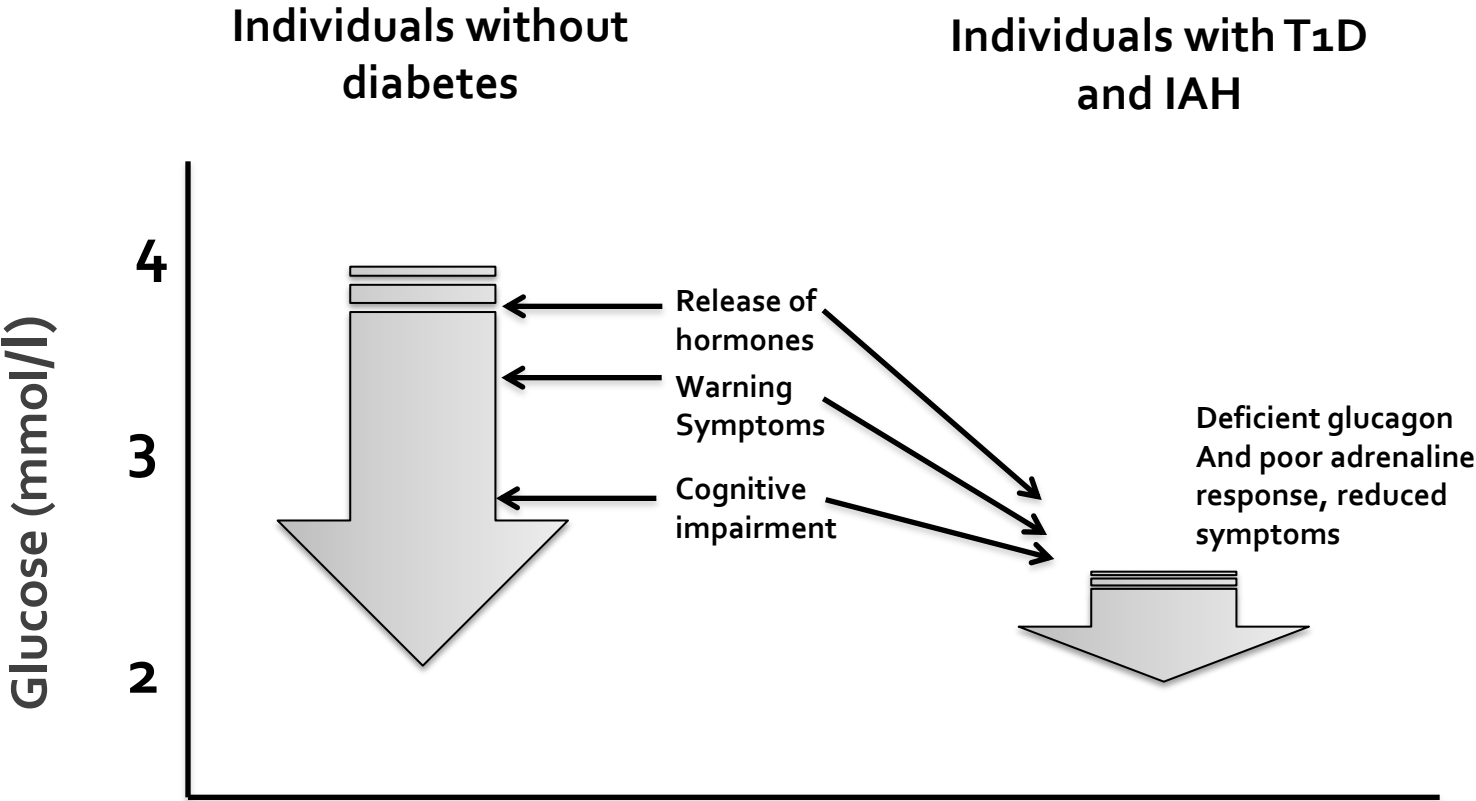 Individuals without
diabetes
Individuals with T1D
and IAH
Glucose (mmol/l)
4
3
2
Release of
hormones
Warning
Symptoms
Cognitive
impairment
Deficient glucagon
And poor adrenaline
response, reduced
symptoms